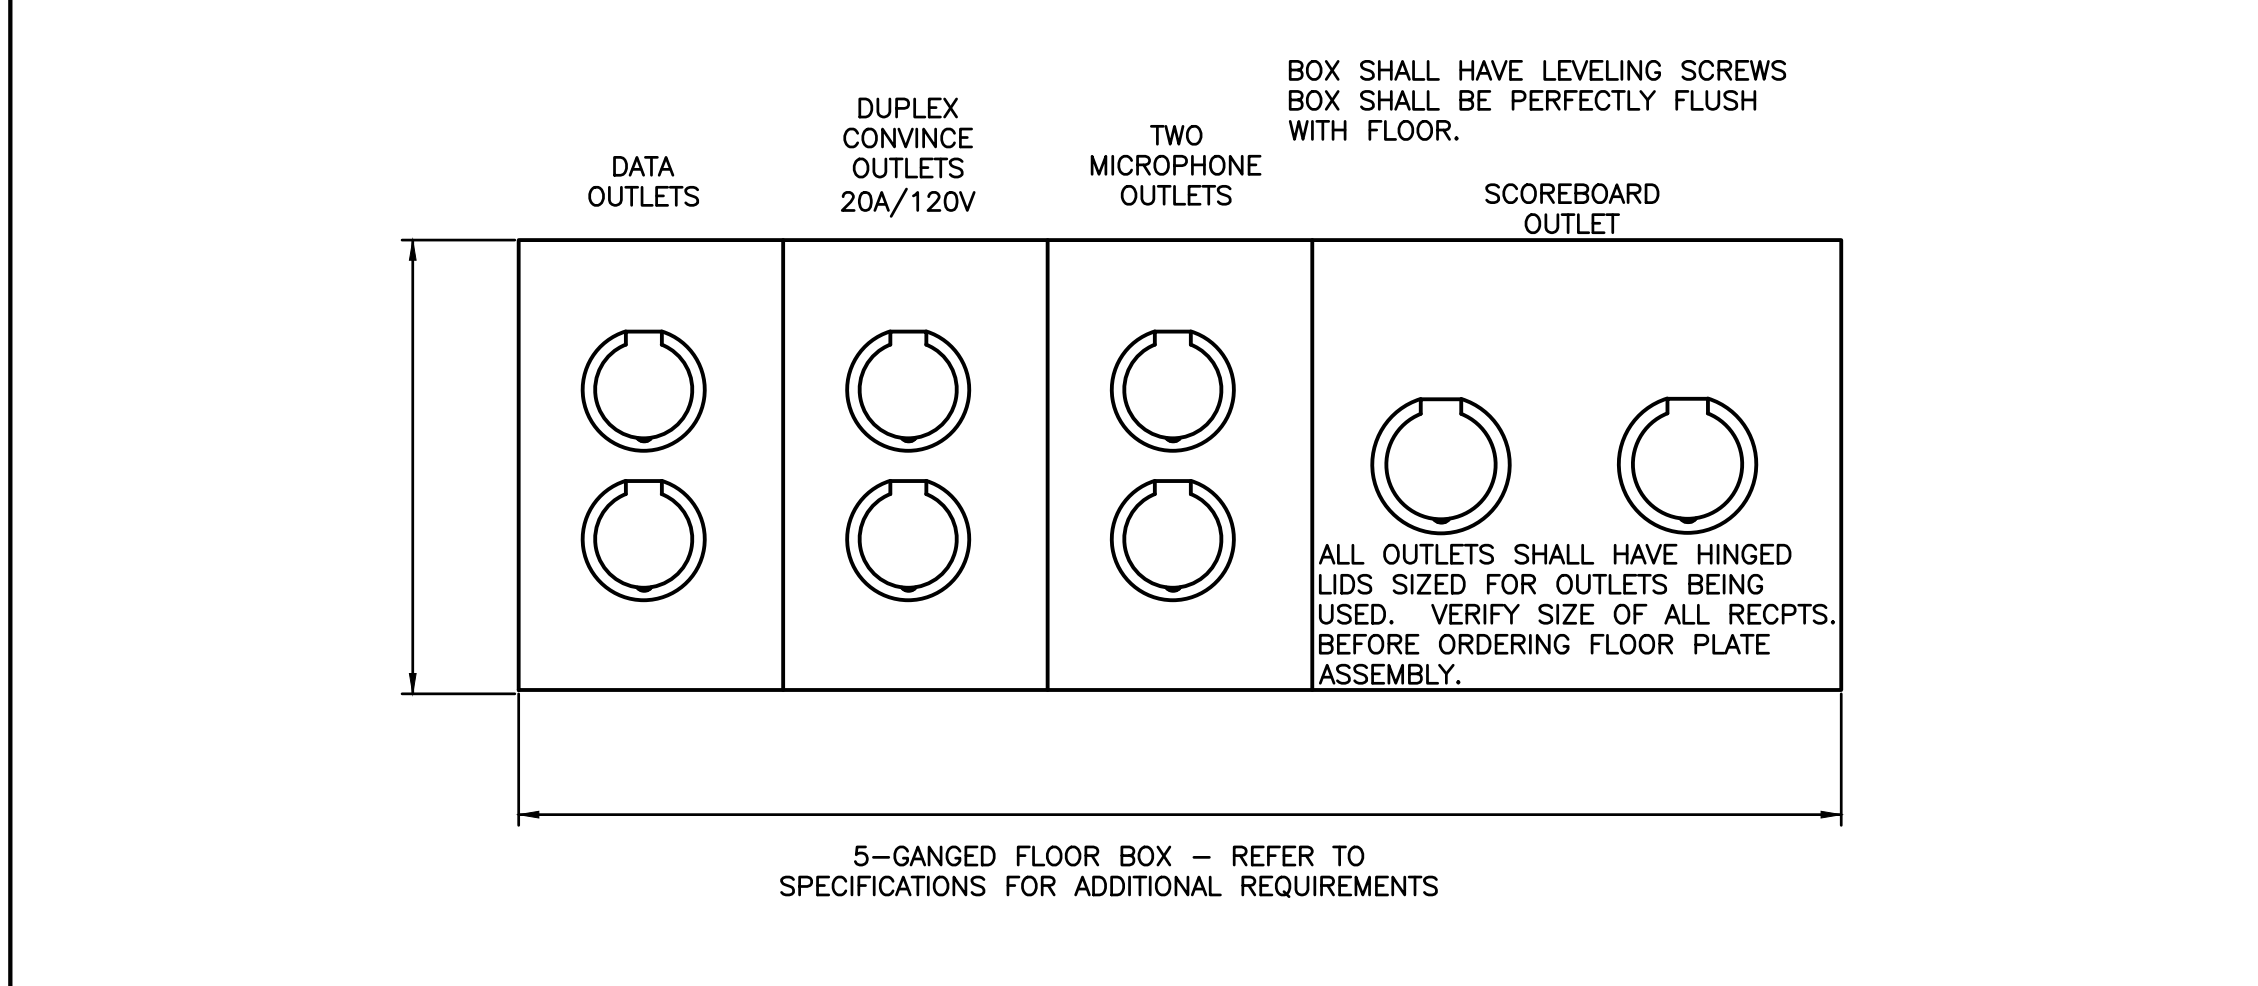 BOX SHALL HAVE LEVELING SCREWS
BOX SHALL BE PERFECTLY FLUSH
WITH FLOOR.
DATA
OUTLETS
DUPLEX
CONVINCE
OUTLETS
20A/120V
TWO
MICROPHONE
OUTLETS
SCOREBOARD
OUTLET
ALL OUTLETS SHALL HAVE HINGED
LIDS SIZED FOR OUTLETS BEING
USED. VERIFY SIZE OF ALL RECPTS.
BEFORE ORDERING FLOOR PLATE
ASSEMBLY.
5-GANGED FLOOR BOX - REFER TO
SPECIFICATIONS FOR ADDITIONAL REQUIREMENTS